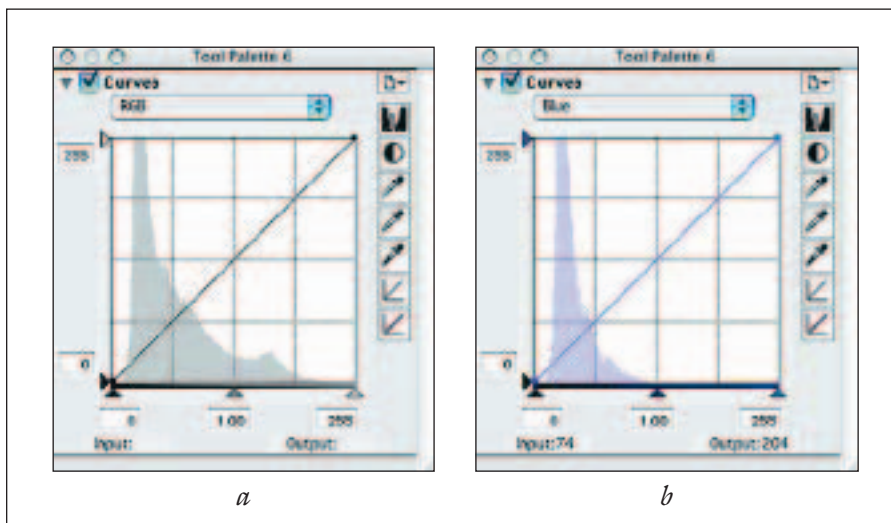 Tool Palette 6
Curves
RGB
255
0
0
1.00
255
Input:
Output:
a
Tool Palette 6
Curves
Blue
255
0
0
1.00
255
Input:74
Output:204
b